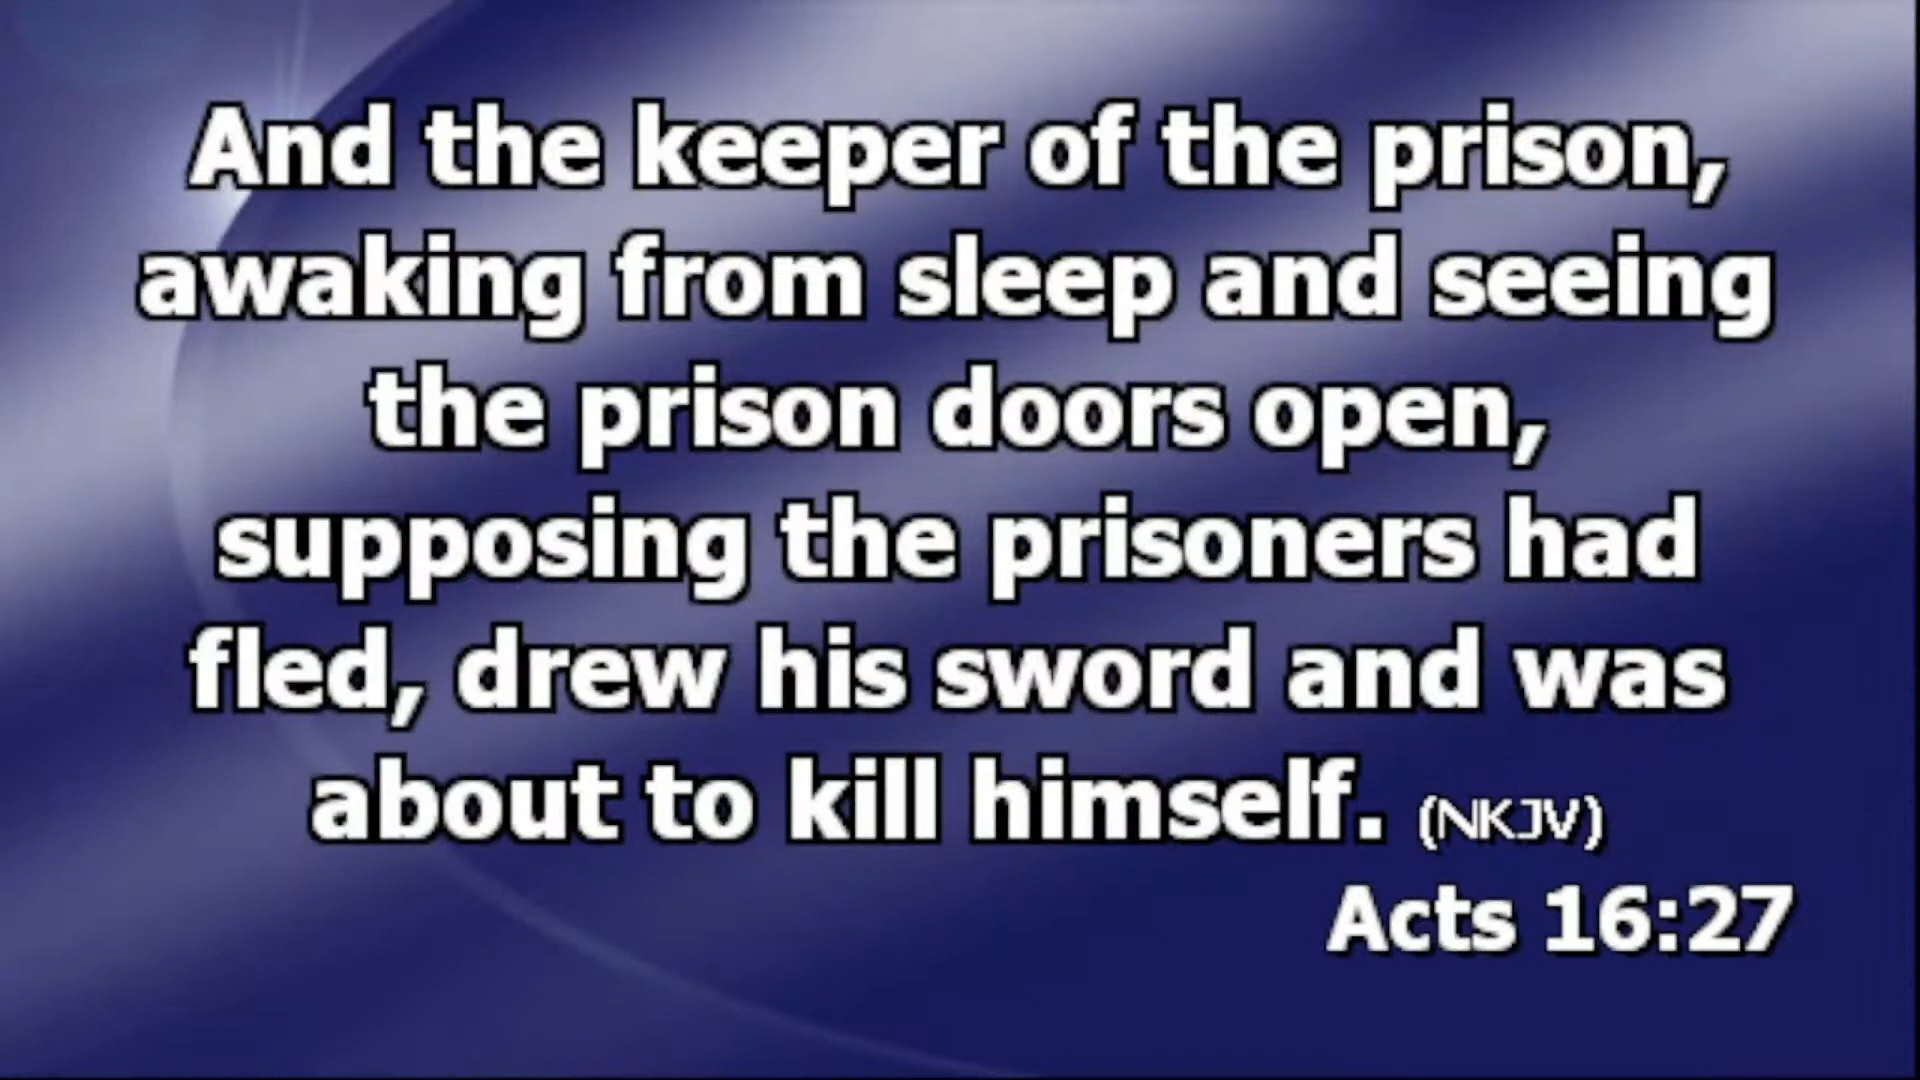 And the keeper of the prison,
awaking from sleep and seeing
the prison doors open,
supposing the prisoners had
fled, drew his sword and was
about to kill himself. (NKJV)
Acts 16:27